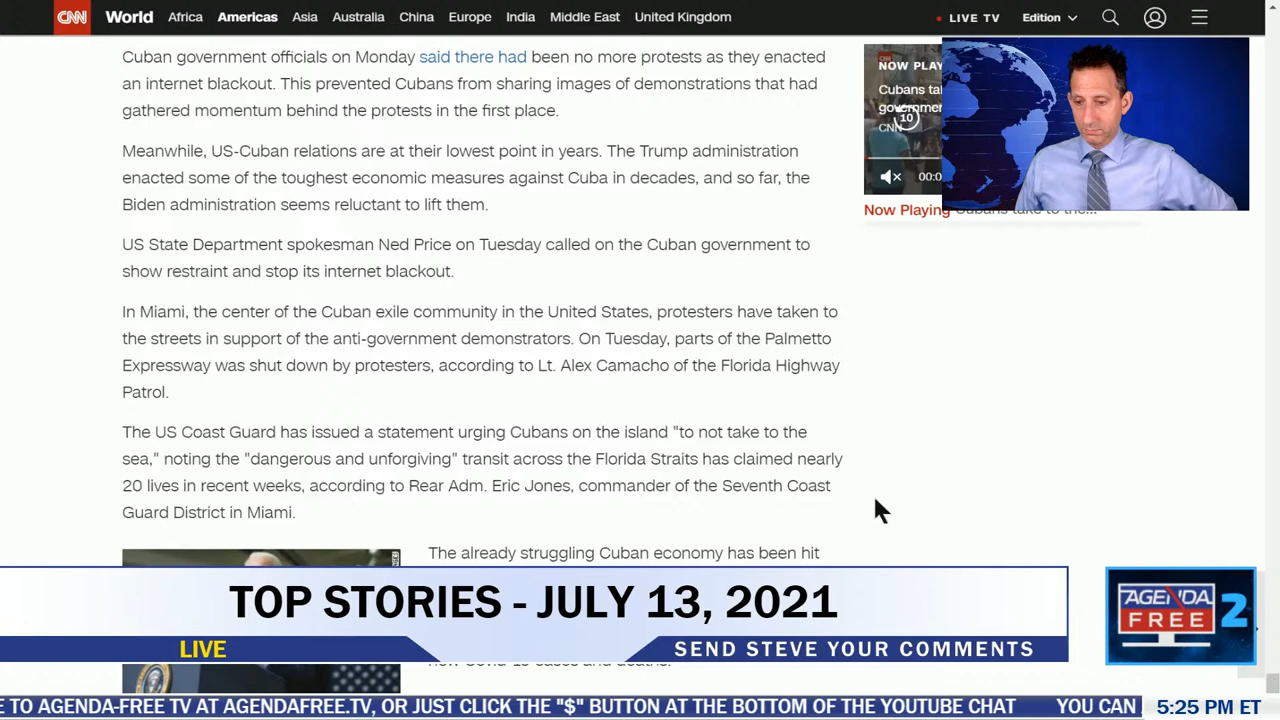 CNN World Africa Americas Asia Australia China Europe India Middle East United Kingdom LIVE TV Edition
Cuban government officials on Monday said there had been no more protests as they enacted
an internet blackout. This prevented Cubans from sharing images of demonstrations that had
gathered momentum behind the protests in the first place.
Meanwhile, US-Cuban relations are at their lowest point in years. The Trump administration
enacted some of the toughest economic measures against Cuba in decades, and so far, the
Biden administration seems reluctant to lift them.
US State Department spokesman Ned Price on Tuesday called on the Cuban government to
show restraint and stop its internet blackout.
In Miami, the center of the Cuban exile community in the United States, protesters have taken to
the streets in support of the anti-government demonstrators. On Tuesday, parts of the Palmetto
Expressway was shut down by protesters, according to Lt. Alex Camacho of the Florida Highway
Patrol.
The US Coast Guard has issued a statement urging Cubans on the island "to not take to the
sea," noting the "dangerous and unforgiving" transit across the Florida Straits has claimed nearly
20 lives in recent weeks, according to Rear Adm. Eric Jones, commander of the Seventh Coast
Guard District in Miami.
The already struggling Cuban economy has been hit
NOW PLAY
Cubans ta
governme
CNN
10
00:0
Now Playing Cubans take to the...
TOP STORIES - JULY 13, 2021
LIVE
SEND STEVE YOUR COMMENTS
AGENDA
FREE 2
E TO AGENDA-FREE TV AT AGENDAFREE.TV, OR JUST CLICK THE "$" BUTTON AT THE BOTTOM OF THE YOUTUBE CHAT YOU CAN
5:25 PM ET